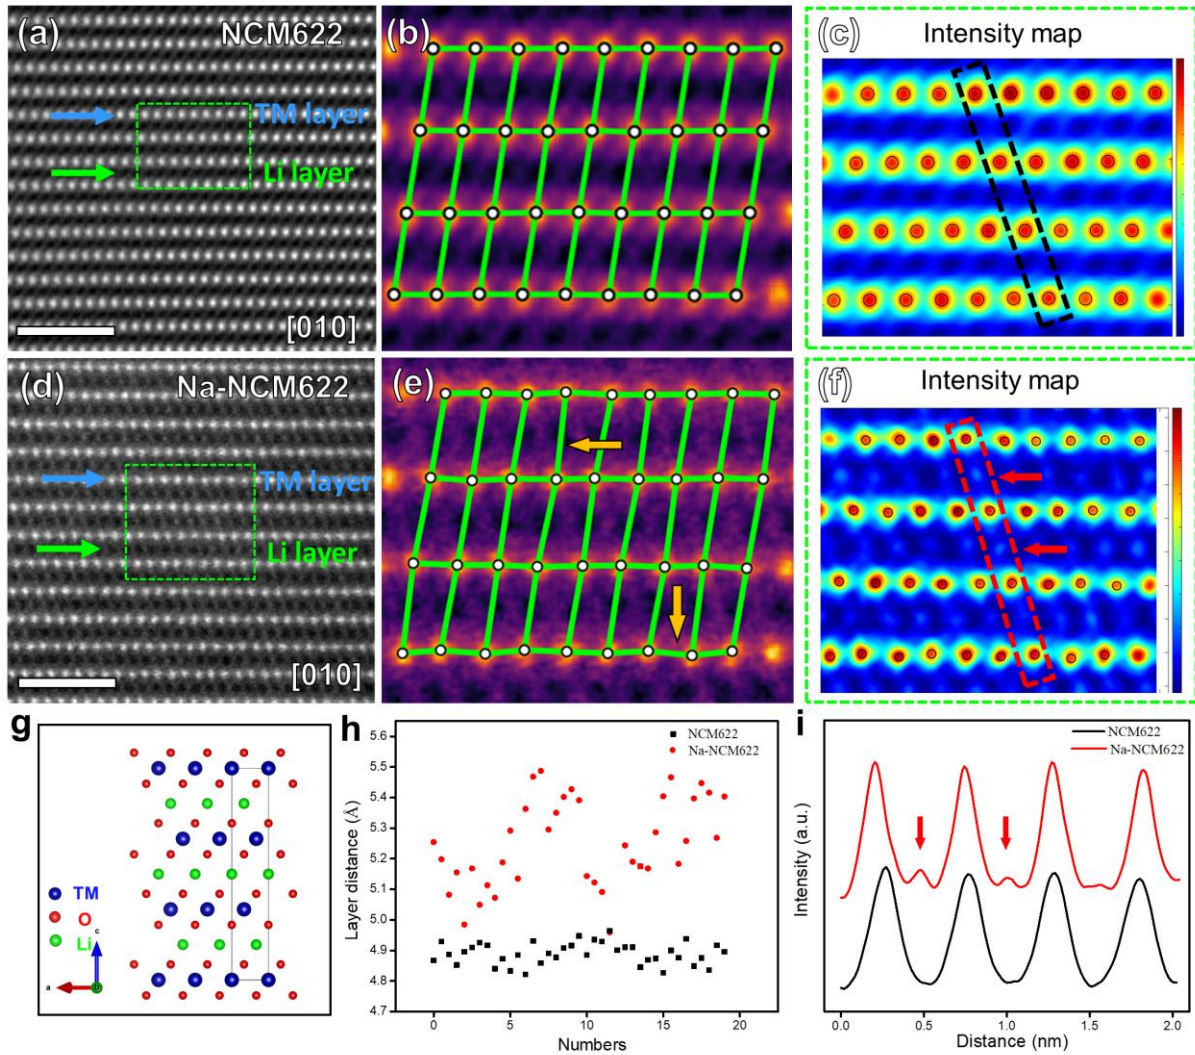 (a) NCM622
TM layer
Li layer
[010]
(b)
(c) Intensity map
(d) Na-NCM622
TM layer
Li layer
[010]
(e)
(f) Intensity map
g
TM
O
Li
c
a
h
NCM622
Na-NCM622
5.6
5.5
5.4
5.3
5.2
5.1
5.0
4.9
4.8
4.7
Layer distance (Å)
0 5 10 15 20
Numbers
i
NCM622
Na-NCM622
Intensity (a.u.)
0.0 0.5 1.0 1.5 2.0
Distance (nm)